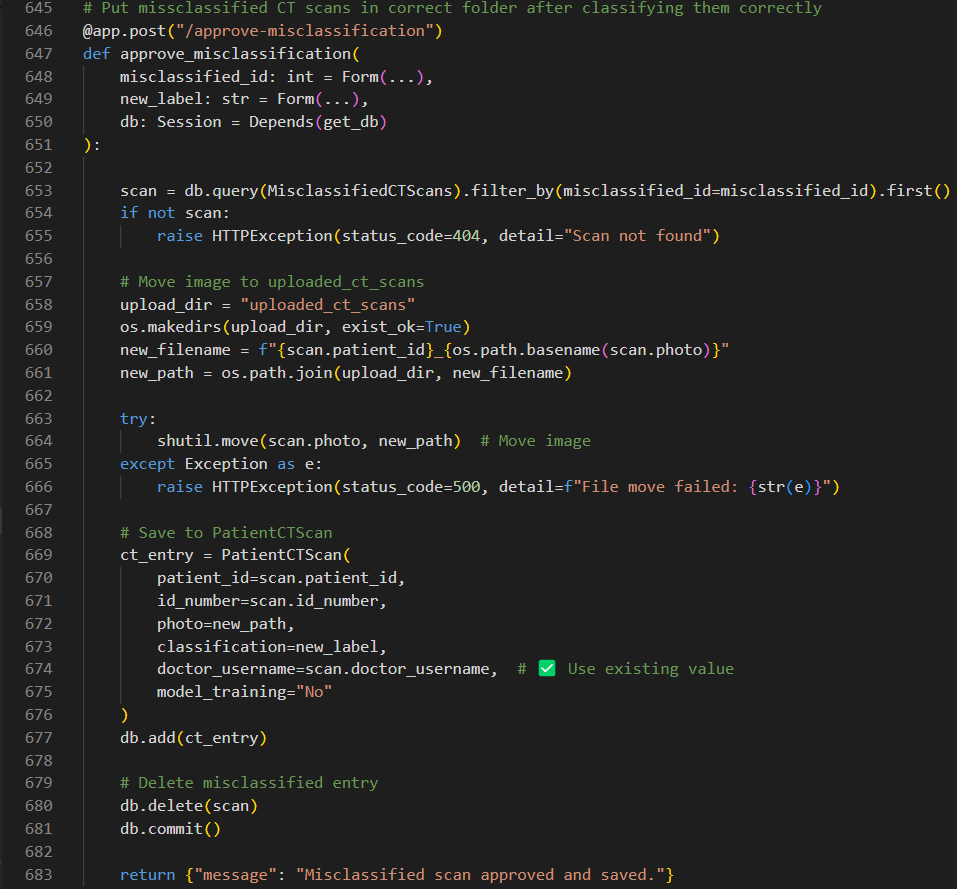 645 # Put missclassified CT scans in correct folder after classifying them correctly
646 @app.post("/approve-misclassification")
647 def approve_misclassification(
648     misclassified_id: int = Form(...),
649     new_label: str = Form(...),
650     db: Session = Depends(get_db)
651 ):
652
653     scan = db.query(MisclassifiedCTScans).filter_by(misclassified_id=misclassified_id).first()
654     if not scan:
655         raise HTTPException(status_code=404, detail="Scan not found")
656
657     # Move image to uploaded_ct_scans
658     upload_dir = "uploaded_ct_scans"
659     os.makedirs(upload_dir, exist_ok=True)
660     new_filename = f"{scan.patient_id}_{os.path.basename(scan.photo)}"
661     new_path = os.path.join(upload_dir, new_filename)
662
663     try:
664         shutil.move(scan.photo, new_path)  # Move image
665     except Exception as e:
666         raise HTTPException(status_code=500, detail=f"File move failed: {str(e)}")
667
668     # Save to PatientCTScan
669     ct_entry = PatientCTScan(
670         patient_id=scan.patient_id,
671         id_number=scan.id_number,
672         photo=new_path,
673         classification=new_label,
674         doctor_username=scan.doctor_username,  # ✅ Use existing value
675         model_training="No"
676     )
677     db.add(ct_entry)
678
679     # Delete misclassified entry
680     db.delete(scan)
681     db.commit()
682
683     return {"message": "Misclassified scan approved and saved."}